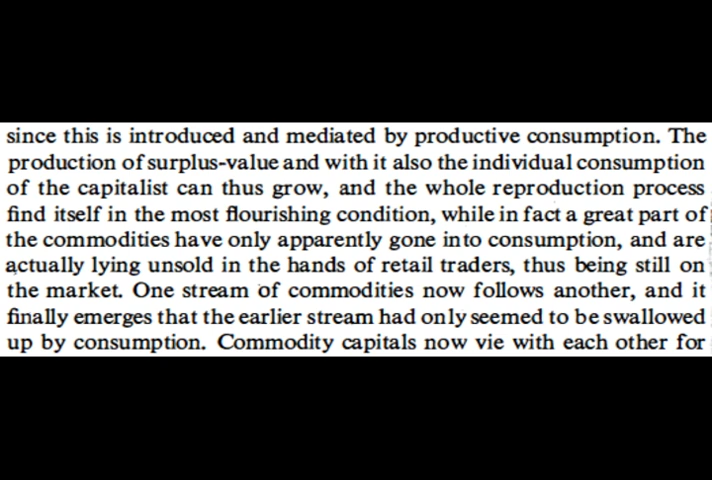 since this is introduced and mediated by productive consumption. The
production of surplus-value and with it also the individual consumption
of the capitalist can thus grow, and the whole reproduction process
find itself in the most flourishing condition, while in fact a great part of
the commodities have only apparently gone into consumption, and are
actually lying unsold in the hands of retail traders, thus being still on
the market. One stream of commodities now follows another, and it
finally emerges that the earlier stream had only seemed to be swallowed
up by consumption. Commodity capitals now vie with each other for